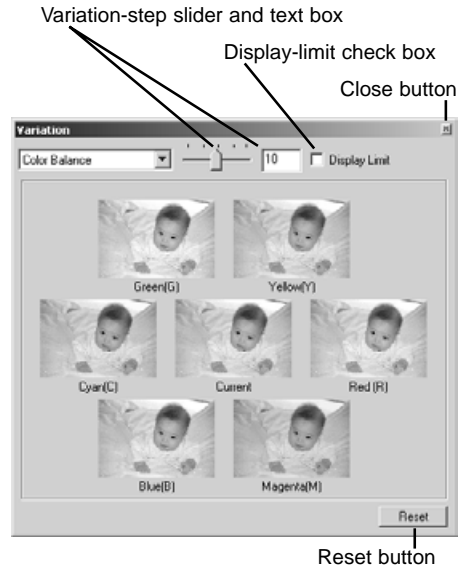 Variation-step slider and text box
Display-limit check box
Close button
Variation
Color Balance
10
Display Limit
Green(G)
Yellow(Y)
Cyan(C)
Current
Red (R)
Blue(B)
Magenta(M)
Reset
Reset button